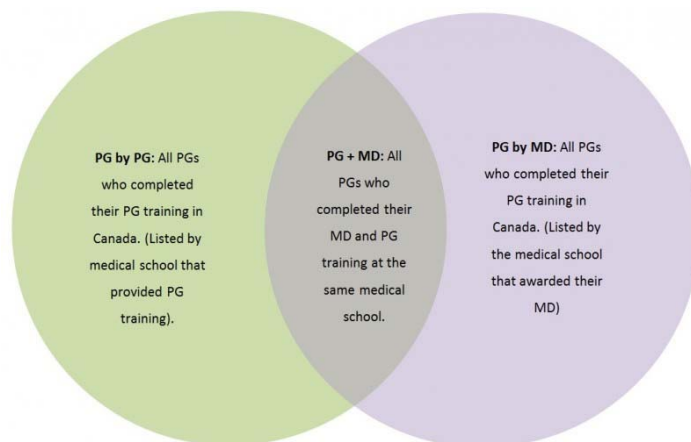 PG by PG: All PGs
who completed
their PG training in
Canada. (Listed by
medical school that
provided PG
training).
PG + MD: All
PGs who
completed their
MD and PG
training at the
same medical
school.
PG by MD: All PGs
who completed their
PG training in
Canada. (Listed by
the medical school
that awarded their
MD)